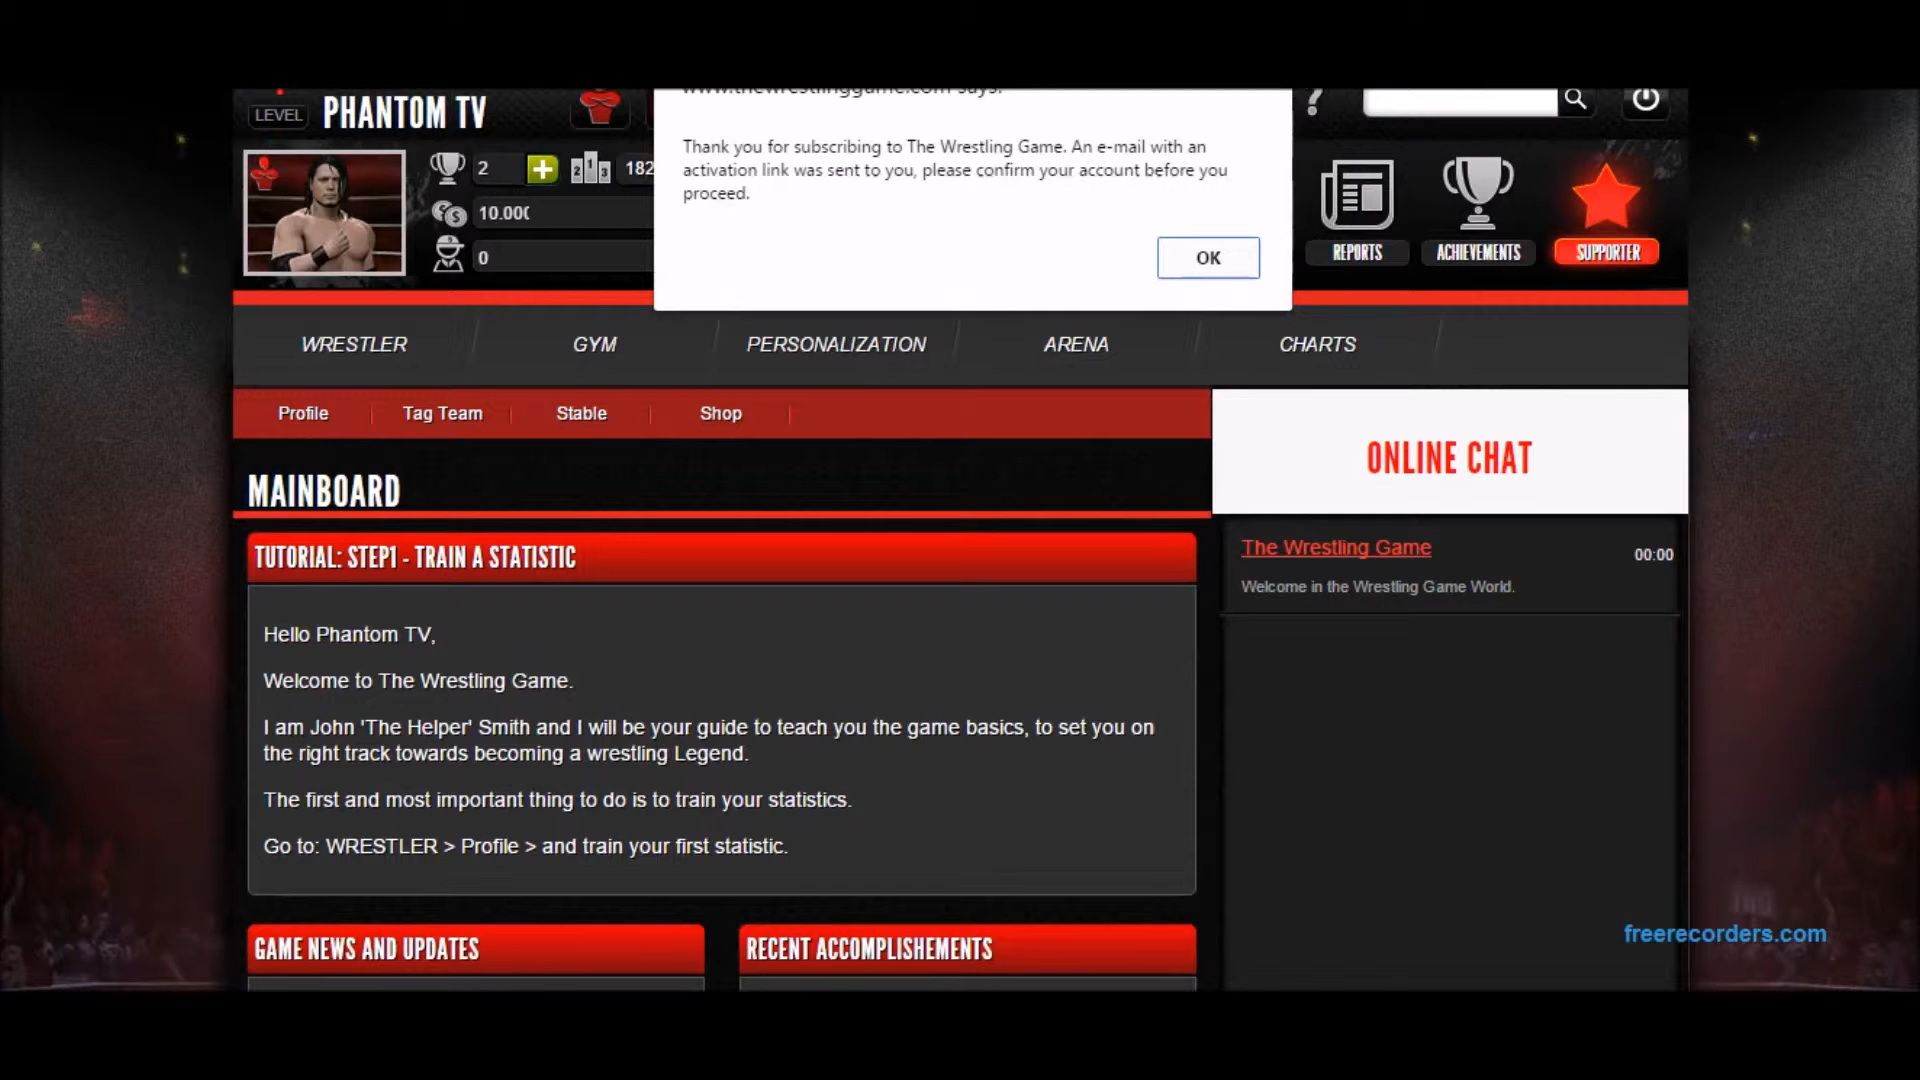 www.thewrestlinggame.com says:
LEVEL
PHANTOM TV
Thank you for subscribing to The Wrestling Game. An e-mail with an
activation link was sent to you, please confirm your account before you
proceed.
OK
2
182
10.000
0
REPORTS
ACHIEVEMENTS
SUPPORTER
WRESTLER
GYM
PERSONALIZATION
ARENA
CHARTS
Profile
Tag Team
Stable
Shop
ONLINE CHAT
MAINBOARD
TUTORIAL: STEP1 - TRAIN A STATISTIC
The Wrestling Game
00:00
Welcome in the Wrestling Game World.
Hello Phantom TV,
Welcome to The Wrestling Game.
I am John 'The Helper' Smith and I will be your guide to teach you the game basics, to set you on
the right track towards becoming a wrestling Legend.
The first and most important thing to do is to train your statistics.
Go to: WRESTLER > Profile > and train your first statistic.
GAME NEWS AND UPDATES
RECENT ACCOMPLISHEMENTS
freerecorders.com